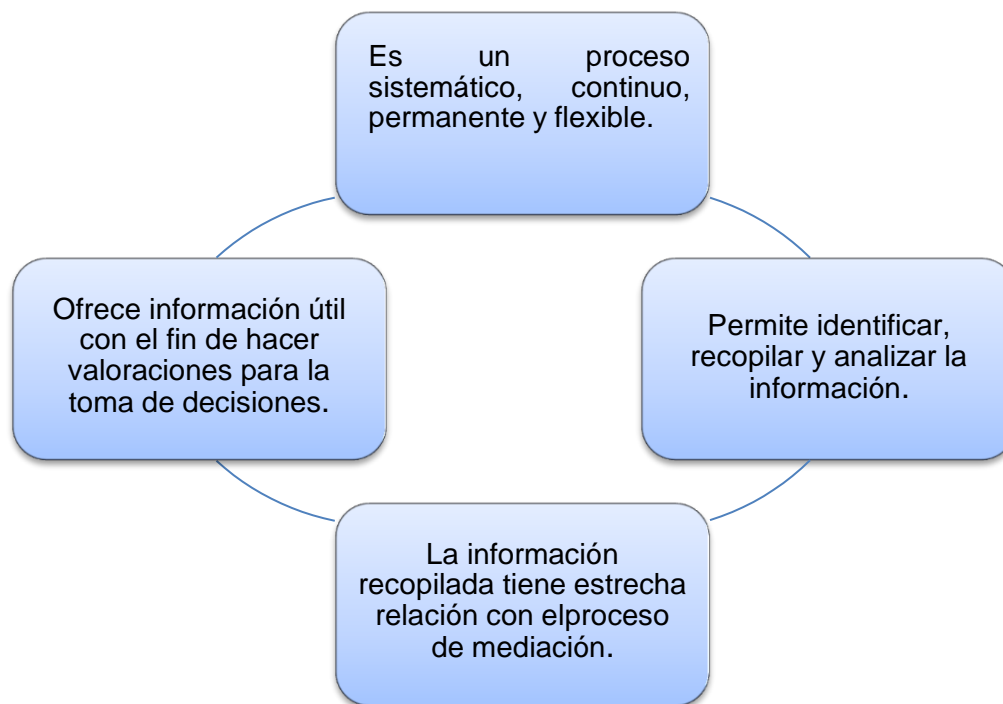 Es un proceso
sistemático, continuo,
permanente y flexible.
Ofrece información útil
con el fin de hacer
valoraciones para la
toma de decisiones.
Permite identificar,
recopilar y analizar la
información.
La información
recopilada tiene estrecha
relación con elproceso
de mediación.